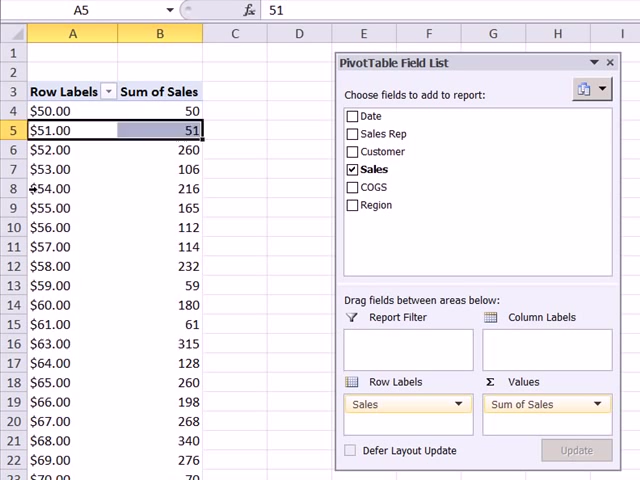 A5 fx 51
A B C D E F G H I
1
2
3 Row Labels Sum of Sales
4 $50.00 50
5 $51.00 51
6 $52.00 260
7 $53.00 106
8 $54.00 216
9 $55.00 165
10 $56.00 112
11 $57.00 114
12 $58.00 232
13 $59.00 59
14 $60.00 180
15 $61.00 61
16 $63.00 315
17 $64.00 128
18 $65.00 260
19 $66.00 198
20 $67.00 268
21 $68.00 340
22 $69.00 276
23 $70.00 70
PivotTable Field List
Choose fields to add to report:
Date
Sales Rep
Customer
Sales
COGS
Region
Drag fields between areas below:
Report Filter Column Labels
Row Labels Σ Values
Sales Sum of Sales
Defer Layout Update Update